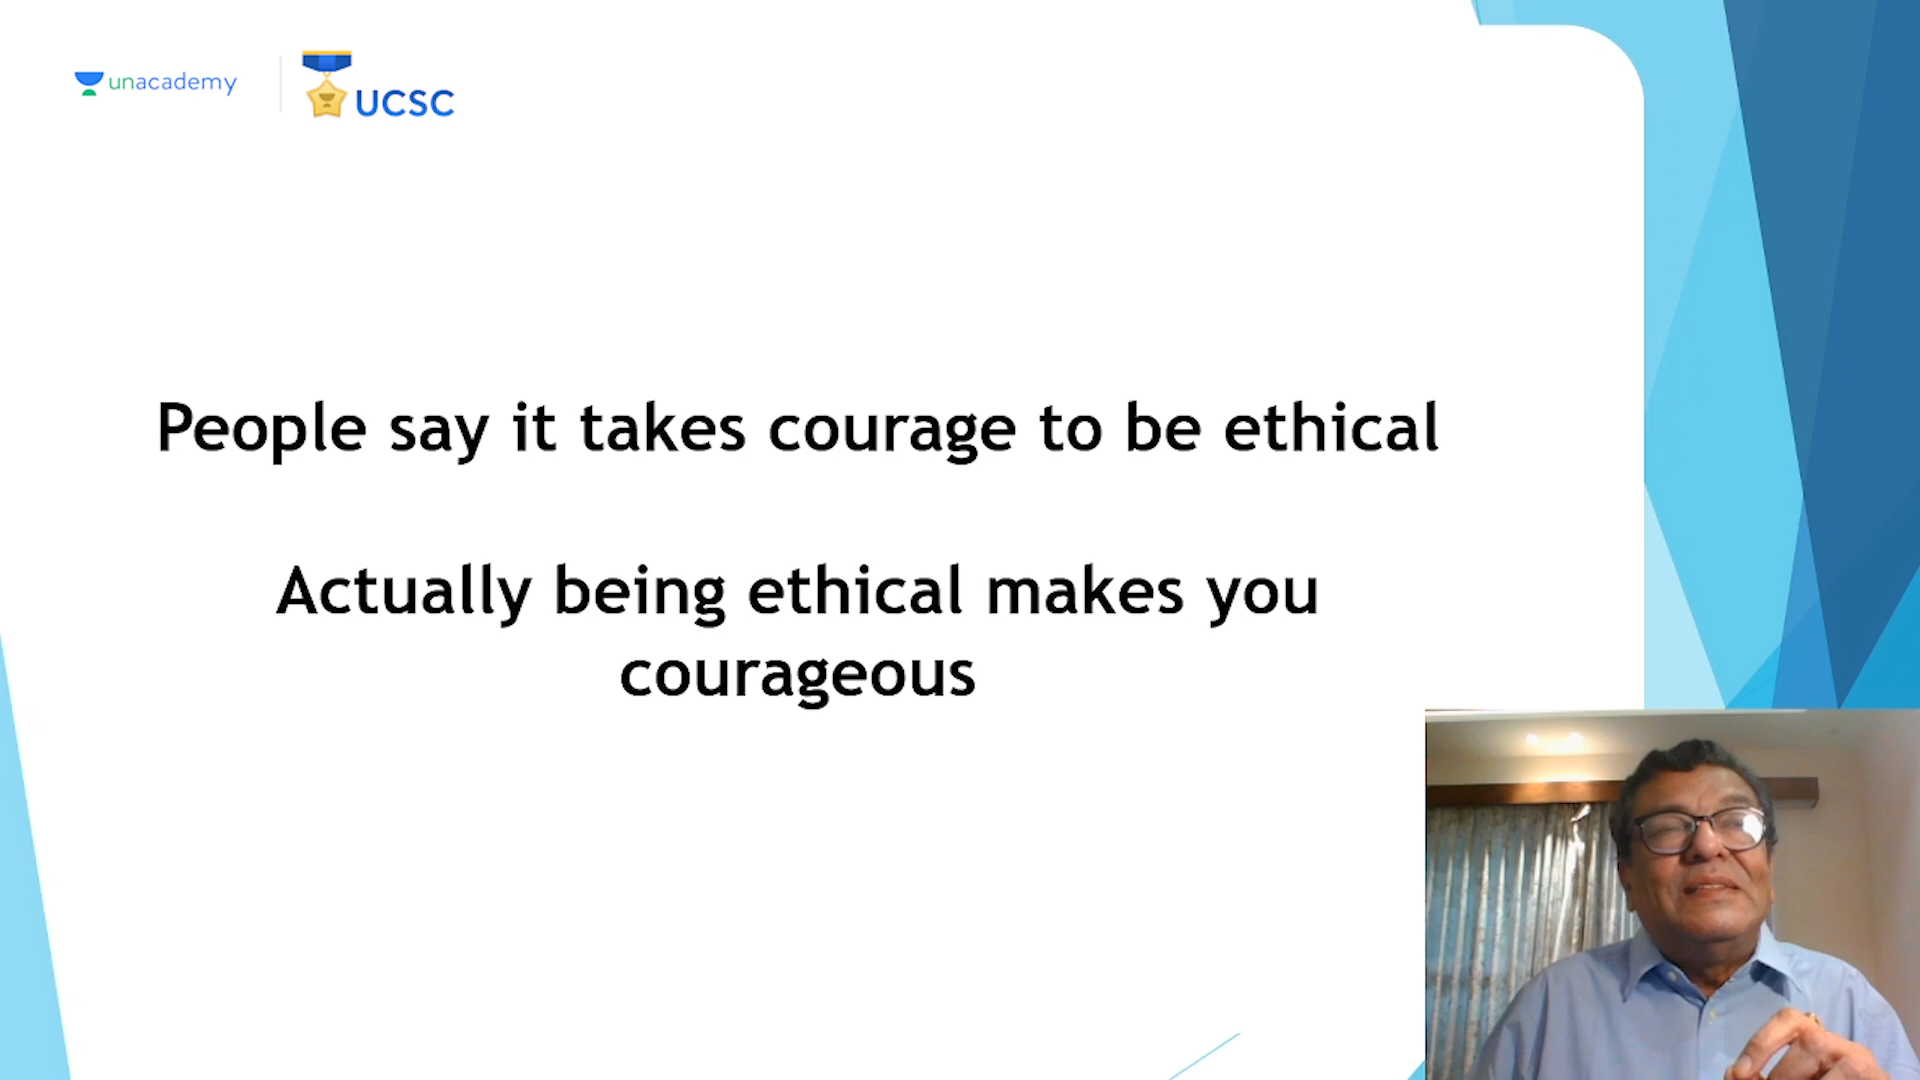 unacademy
UCSC
People say it takes courage to be ethical
Actually being ethical makes you
courageous